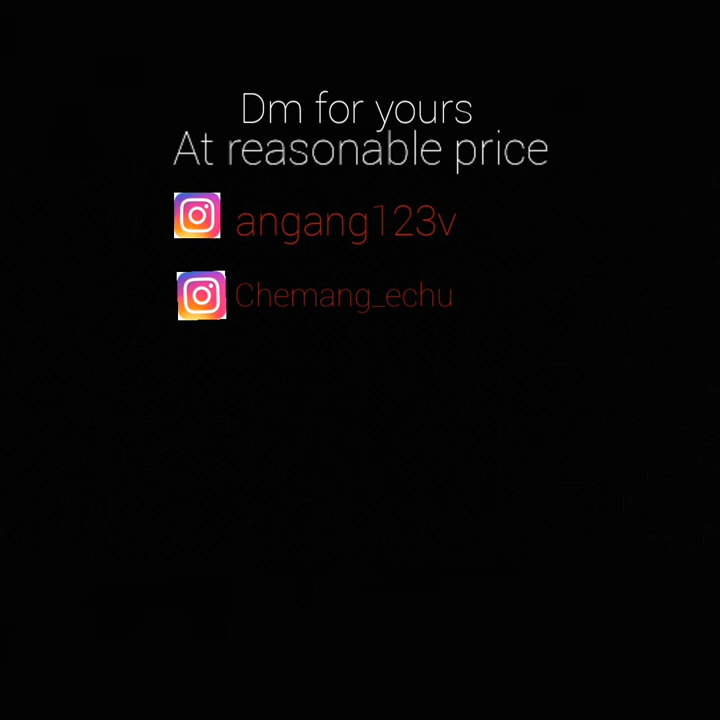 Dm for yours
At reasonable price
angang123v
Chemang_echu